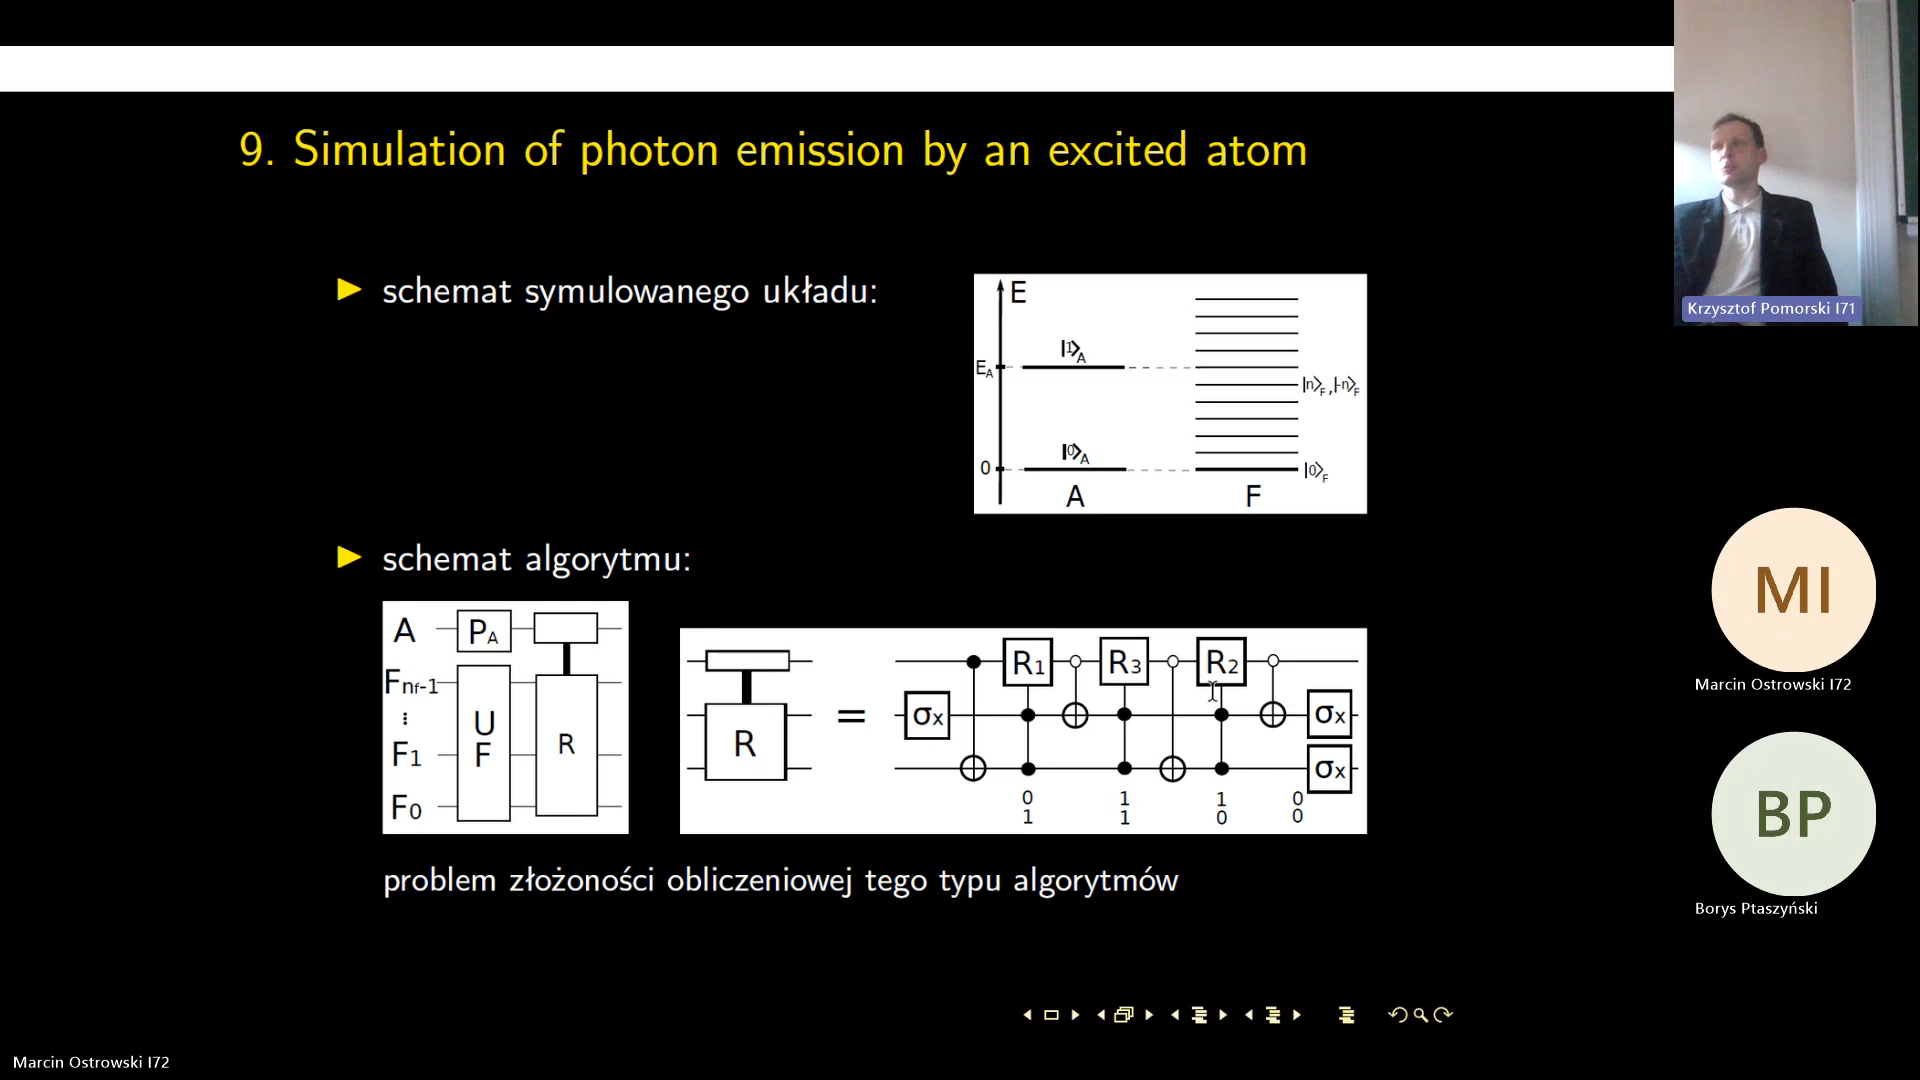 9. Simulation of photon emission by an excited atom
schemat symulowanego układu:
E
|1⟩A
EA
|n⟩F,|-n⟩F
|0⟩A
0
|0⟩F
A
F
schemat algorytmu:
A
PA
Fnf-1
⋮
F1
F0
U
F
R
R
=
σx
R1
R3
R2
σx
σx
0 1 1 0
1 1 0 0
problem złożoności obliczeniowej tego typu algorytmów
Krzysztof Pomorski I71
MI
Marcin Ostrowski I72
BP
Borys Ptaszyński
Marcin Ostrowski I72